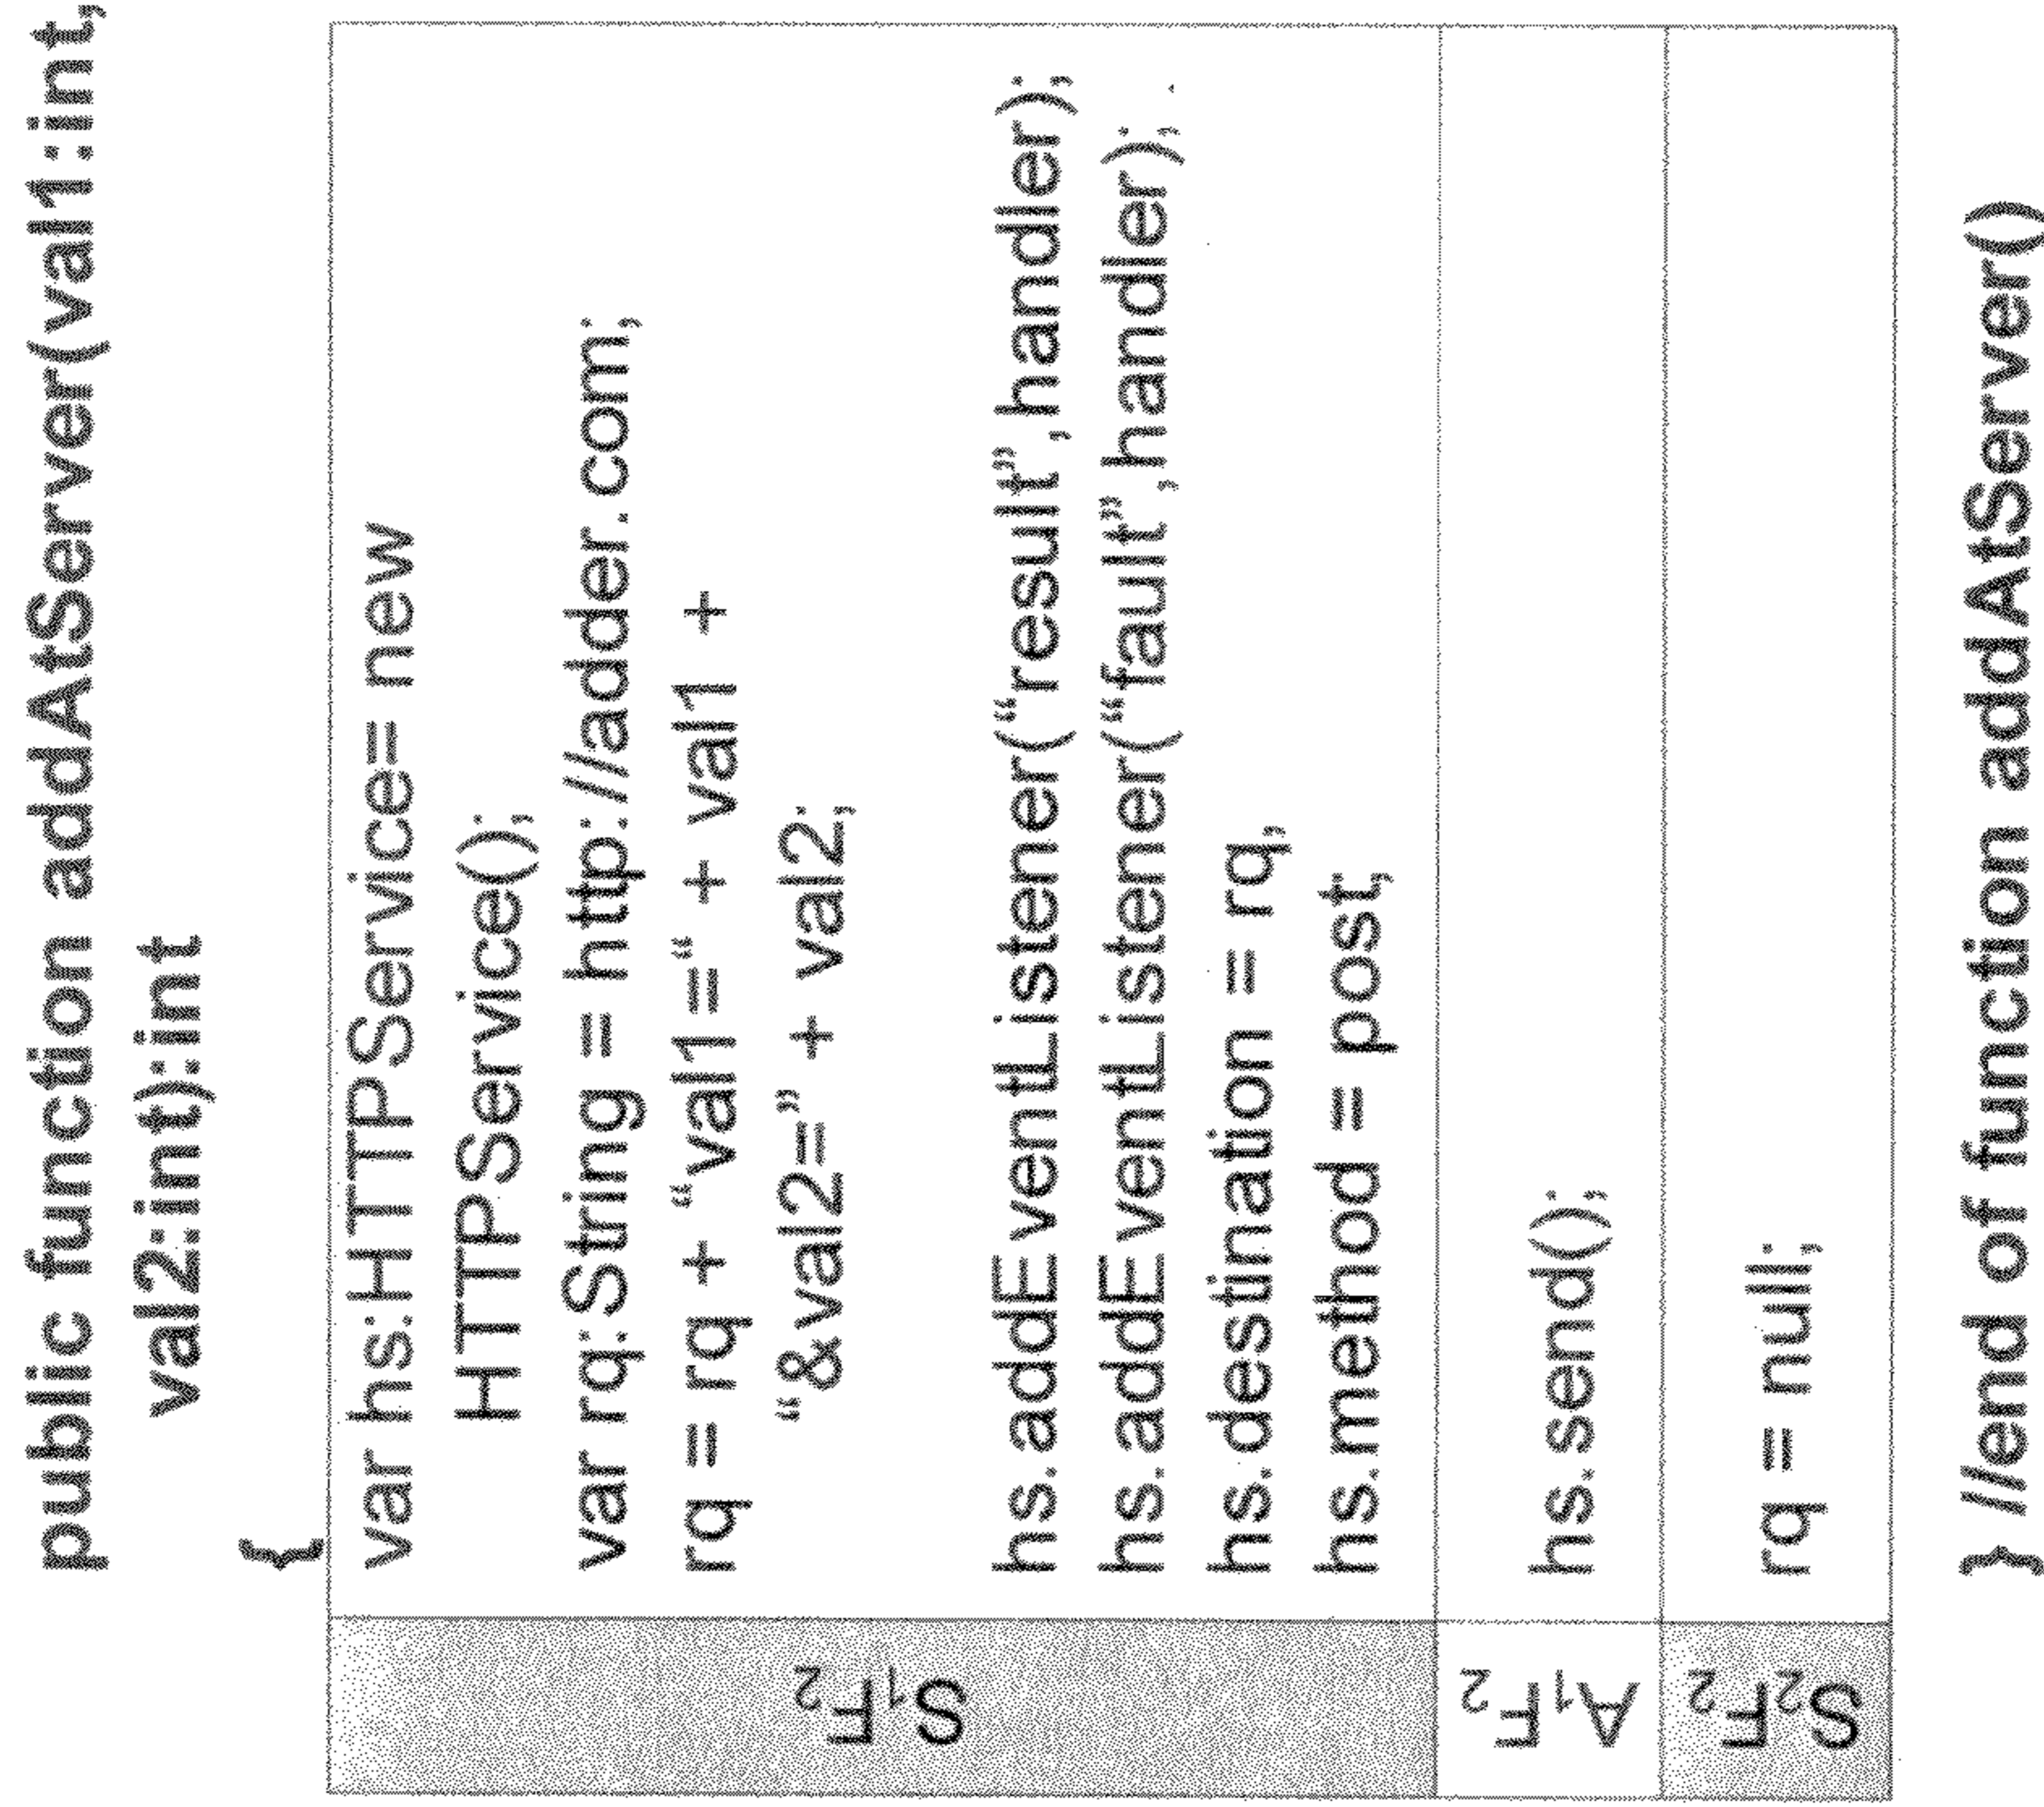 public function addAtServer(val1:int,
val2:int):int
{
S₁F₂
var hs:HTTPService= new
HTTPService();
var rq:String = http://adder.com;
rq = rq + “val1=“ + val1 +
“&val2=” + val2;
hs.addEventListener(“result”,handler);
hs.addEventListener(“fault”,handler);
hs.destination = rq;
hs.method = post;
A₁F₂
hs.send();
S₂F₂
rq = null;
} //end of function addAtServer()